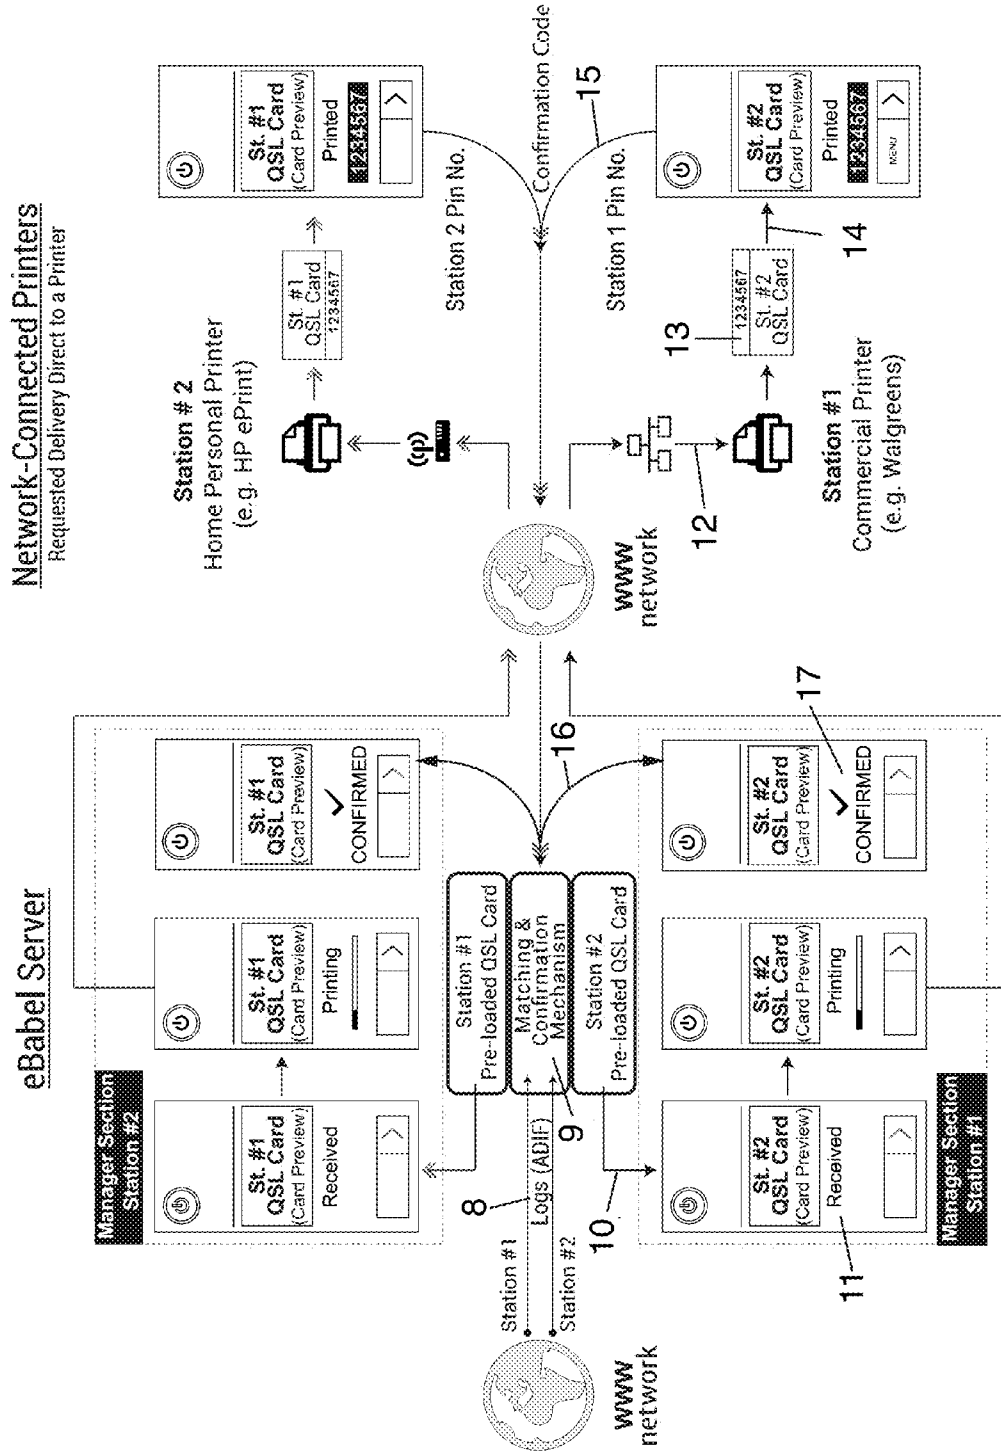 eBabel Server
Network-Connected Printers
Requested Delivery Direct to a Printer
Manager Section
Station #2
St. #1
QSL Card
(Card Preview)
Received
St. #1
QSL Card
(Card Preview)
Printing
St. #1
QSL Card
(Card Preview)
CONFIRMED
Station # 2
Home Personal Printer
(e.g. HP ePrint)
St. #1
QSL Card
1234567
St. #1
QSL Card
(Card Preview)
Printed
1234567
Station 2 Pin No.
Confirmation Code
Station 1 Pin No.
15
WWW
network
Station #1
Station #2
8
Logs (ADIF)
9
10
Station #1
Pre-loaded QSL Card
Matching &
Confirmation
Mechanism
Station #2
Pre-loaded QSL Card
16
WWW
network
St. #2
QSL Card
(Card Preview)
Received
11
St. #2
QSL Card
(Card Preview)
Printing
St. #2
QSL Card
(Card Preview)
CONFIRMED
17
Manager Section
Station #1
12
Station #1
Commercial Printer
(e.g. Walgreens)
13
1234567
St. #2
QSL Card
14
St. #2
QSL Card
(Card Preview)
Printed
1234567
MENU